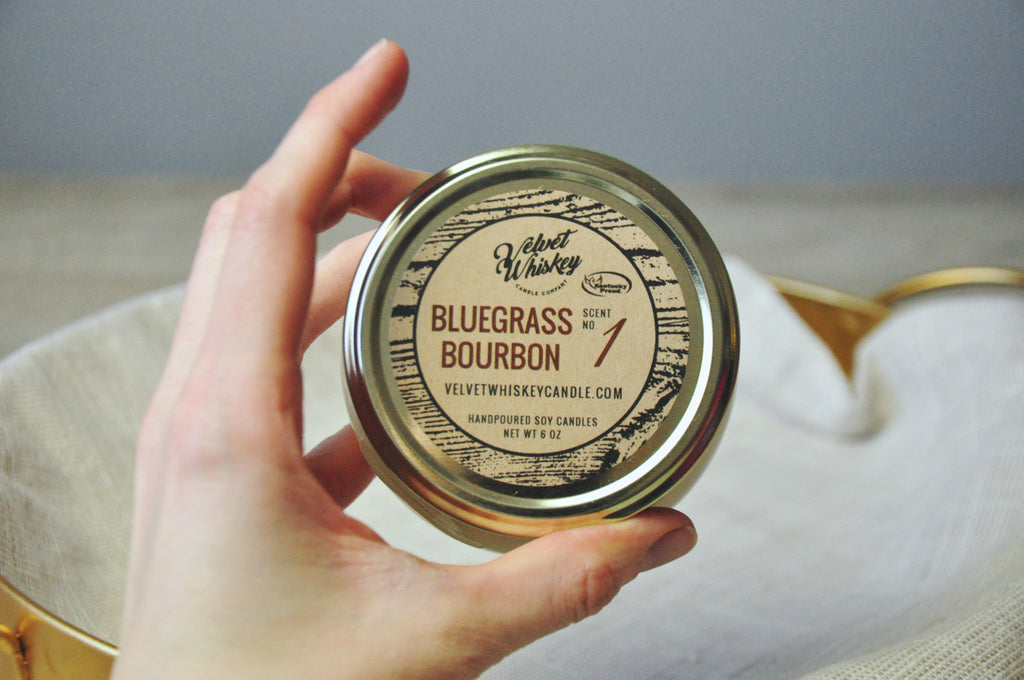 Velvet
Whiskey
CANDLE COMPANY
Kentucky
Proud
BLUEGRASS
BOURBON
SCENT
NO.
1
VELVETWHISKEYCANDLE.COM
HANDPOURED SOY CANDLES
NET WT 6 OZ